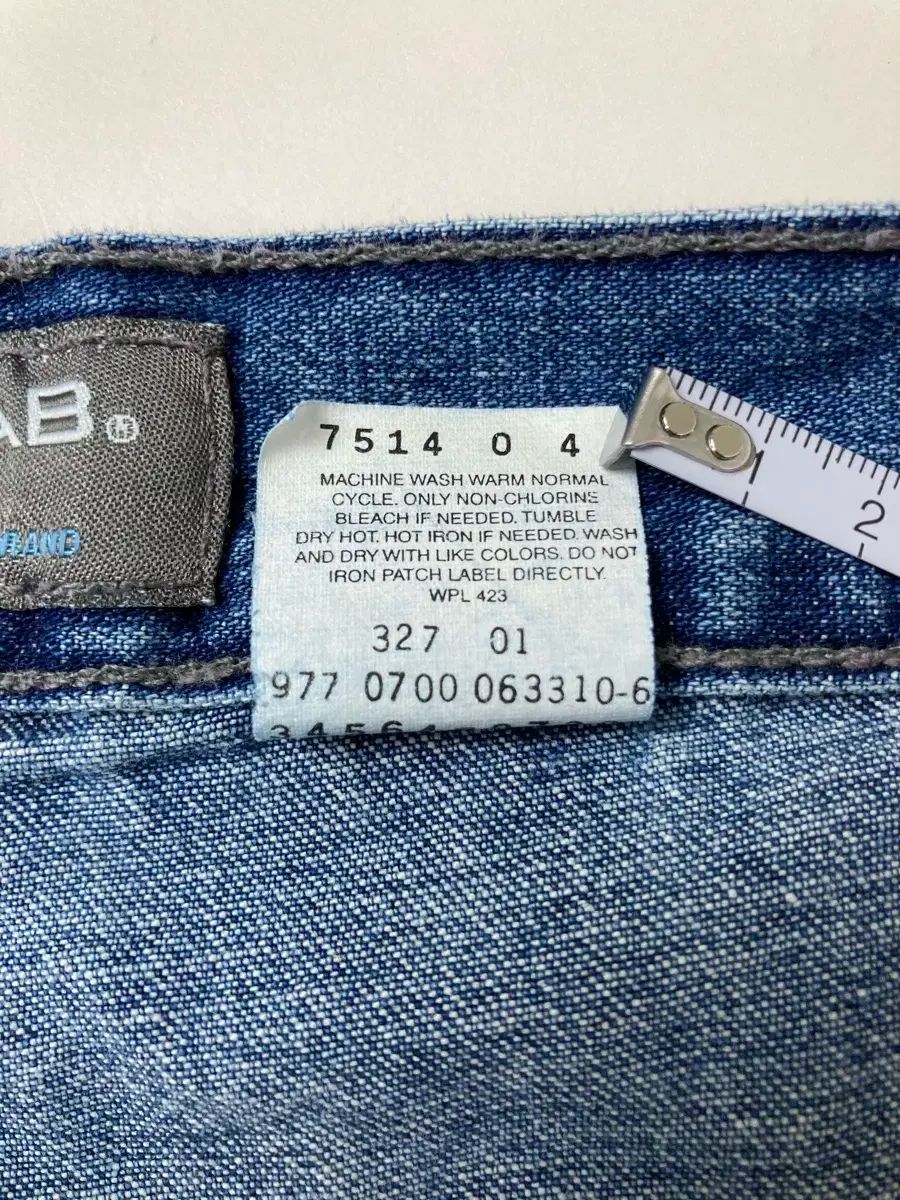 AB®
RAND
7514 0 4
MACHINE WASH WARM NORMAL
CYCLE. ONLY NON-CHLORINE
BLEACH IF NEEDED. TUMBLE
DRY HOT. HOT IRON IF NEEDED. WASH
AND DRY WITH LIKE COLORS. DO NOT
IRON PATCH LABEL DIRECTLY.
WPL 423
327 01
977 0700 063310-6
1
2